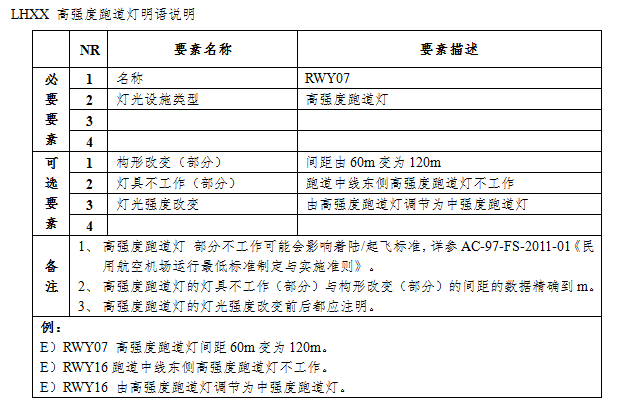 LHXX 高强度跑道灯明语说明
NR 要素名称 要素描述
必要要素
1 名称 RWY07
2 灯光设施类型 高强度跑道灯
3
4
可选要素
1 构形改变（部分） 间距由 60m 变为 120m
2 灯具不工作（部分） 跑道中线东侧高强度跑道灯不工作
3 灯光强度改变 由高强度跑道灯调节为中强度跑道灯
4
备注
1、 高强度跑道灯 部分不工作可能会影响着陆/起飞标准，详参 AC-97-FS-2011-01《民
用航空机场运行最低标准制定与实施准则》。
2、 高强度跑道灯的灯具不工作（部分）与构形改变（部分）的间距的数据精确到 m。
3、 高强度跑道灯的灯光强度改变前后都应注明。
例：
E）RWY07 高强度跑道灯间距 60m 变为 120m。
E）RWY16 跑道中线东侧高强度跑道灯不工作。
E）RWY16 由高强度跑道灯调节为中强度跑道灯。